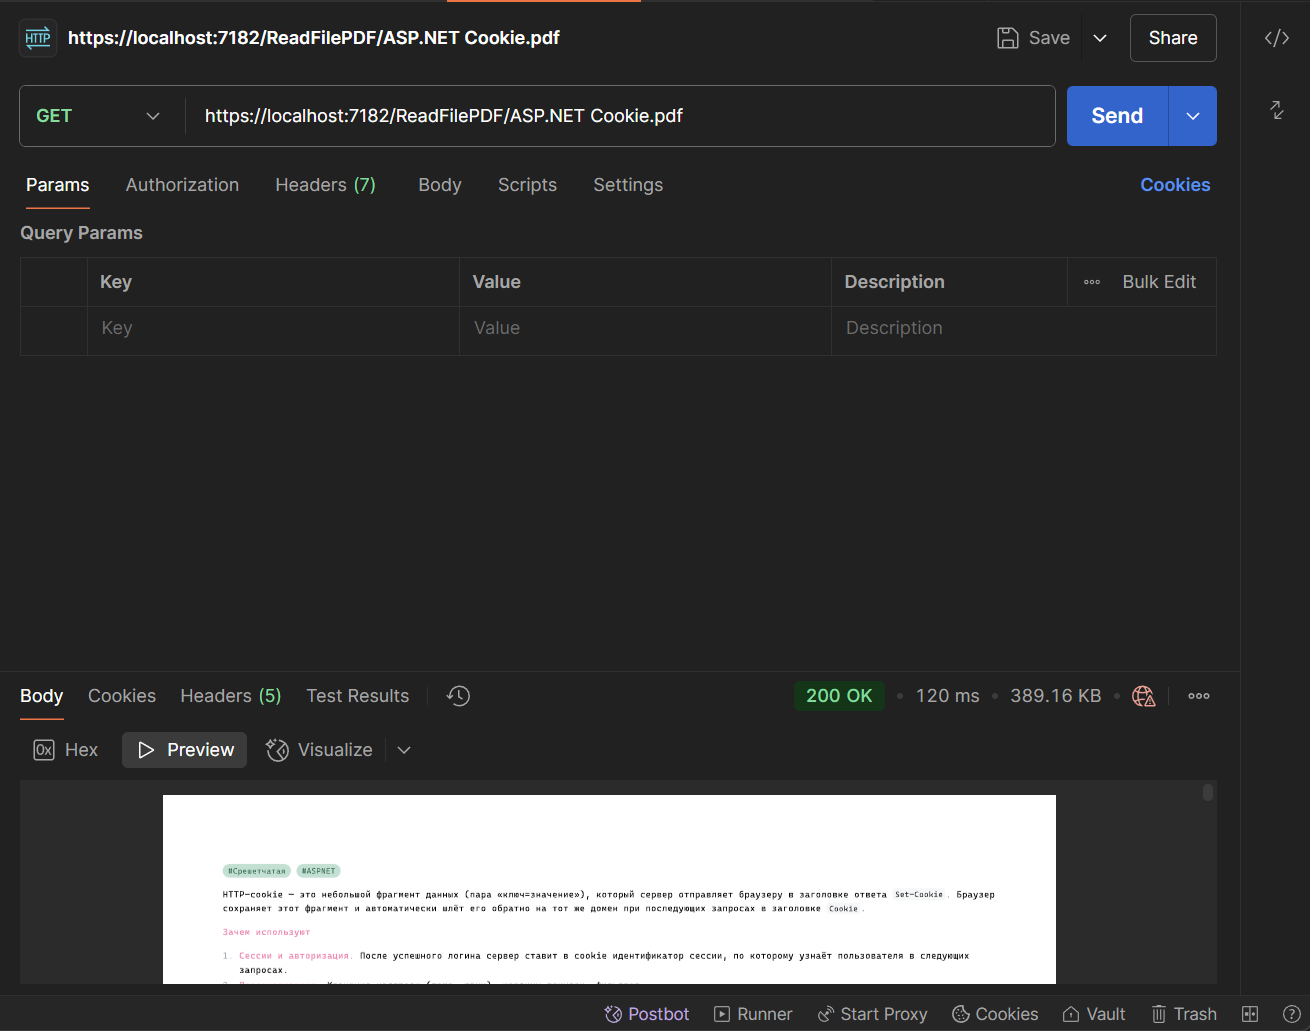 HTTP https://localhost:7182/ReadFilePDF/ASP.NET Cookie.pdf Save Share
GET https://localhost:7182/ReadFilePDF/ASP.NET Cookie.pdf Send
Params Authorization Headers (7) Body Scripts Settings Cookies
Query Params
Key Value Description Bulk Edit
Key Value Description
Body Cookies Headers (5) Test Results 200 OK 120 ms 389.16 KB
0x Hex Preview Visualize
#Cрешетчатая #ASPNET
HTTP-cookie — это небольшой фрагмент данных (пара «ключ=значение»), который сервер отправляет браузеру в заголовке ответа Set-Cookie. Браузер
сохраняет этот фрагмент и автоматически шлёт его обратно на тот же домен при последующих запросах в заголовке Cookie.
Зачем используют
1. Сессии и авторизация. После успешного логина сервер ставит в cookie идентификатор сессии, по которому узнаёт пользователя в следующих
запросах.
Postbot Runner Start Proxy Cookies Vault Trash